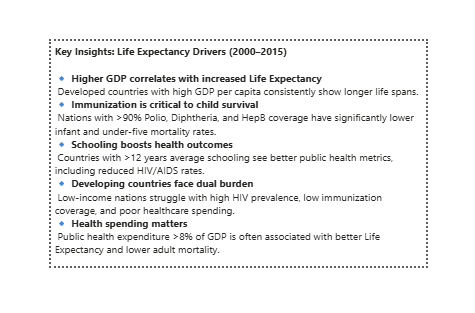 Key Insights: Life Expectancy Drivers (2000–2015)
🔹 Higher GDP correlates with increased Life Expectancy
Developed countries with high GDP per capita consistently show longer life spans.
🔹 Immunization is critical to child survival
Nations with >90% Polio, Diphtheria, and HepB coverage have significantly lower
infant and under-five mortality rates.
🔹 Schooling boosts health outcomes
Countries with >12 years average schooling see better public health metrics,
including reduced HIV/AIDS rates.
🔹 Developing countries face dual burden
Low-income nations struggle with high HIV prevalence, low immunization
coverage, and poor healthcare spending.
🔹 Health spending matters
Public health expenditure >8% of GDP is often associated with better Life
Expectancy and lower adult mortality.